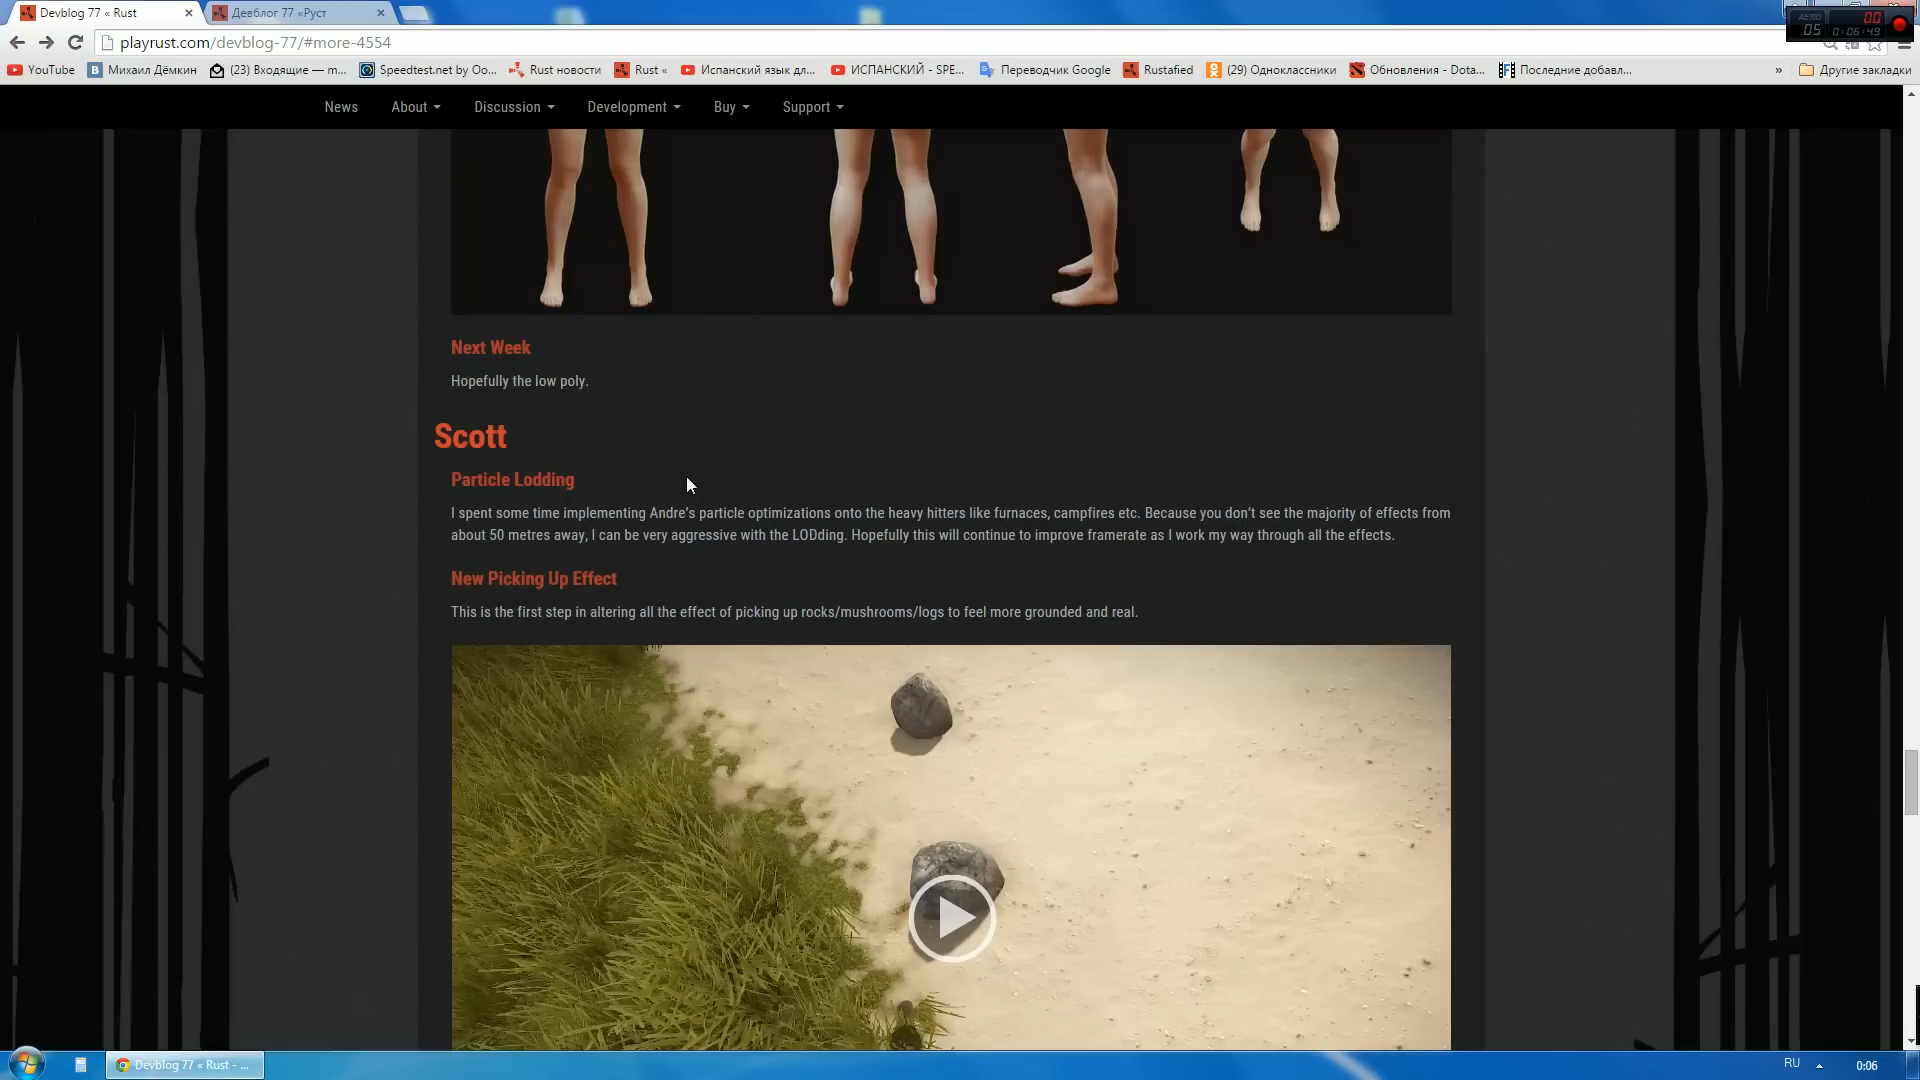 Devblog 77 « Rust
Девблог 77 «Руст
playrust.com/devblog-77/#more-4554
AERO
05
00
0:06:49
YouTube
Михаил Дёмкин
(23) Входящие — m...
Speedtest.net by Oo...
Rust новости
Rust «
Испанский язык дл...
ИСПАНСКИЙ - SPE...
Переводчик Google
Rustafied
(29) Одноклассники
Обновления - Dota...
Последние добавл...
»
Другие закладки
News
About
Discussion
Development
Buy
Support
Next Week
Hopefully the low poly.
Scott
Particle Lodding
I spent some time implementing Andre's particle optimizations onto the heavy hitters like furnaces, campfires etc. Because you don't see the majority of effects from
about 50 metres away, I can be very aggressive with the LODding. Hopefully this will continue to improve framerate as I work my way through all the effects.
New Picking Up Effect
This is the first step in altering all the effect of picking up rocks/mushrooms/logs to feel more grounded and real.
Devblog 77 « Rust - ...
RU
0:06